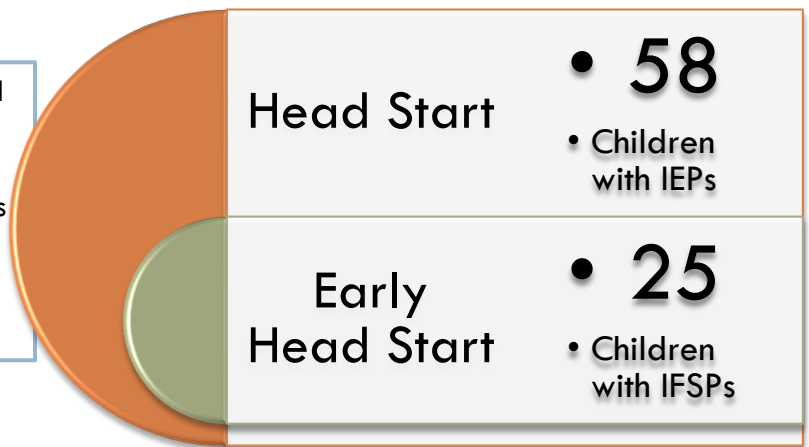 Head Start
• 58
• Children
with IEPs
Early
Head Start
• 25
• Children
with IFSPs